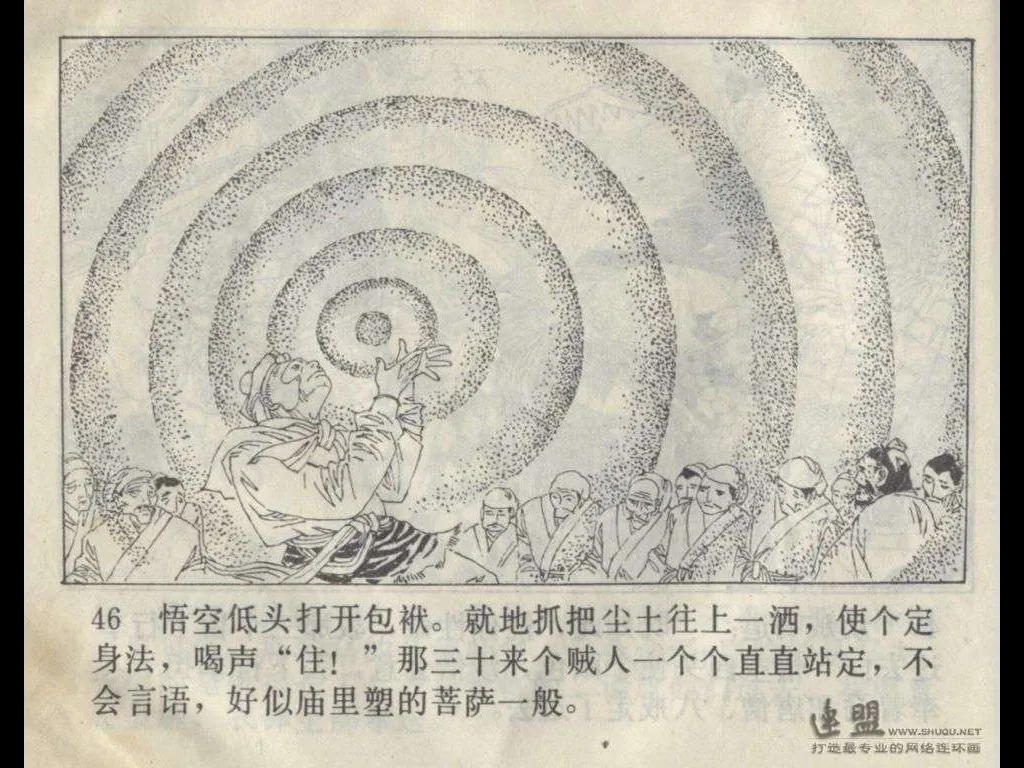 46 悟空低头打开包袱。就地抓把尘土往上一洒，使个定
身法，喝声“住！”那三十来个贼人一个个直直站定，不
会言语，好似庙里塑的菩萨一般。
连盟 WWW.SHUQU.NET
打造最专业的网络连环画